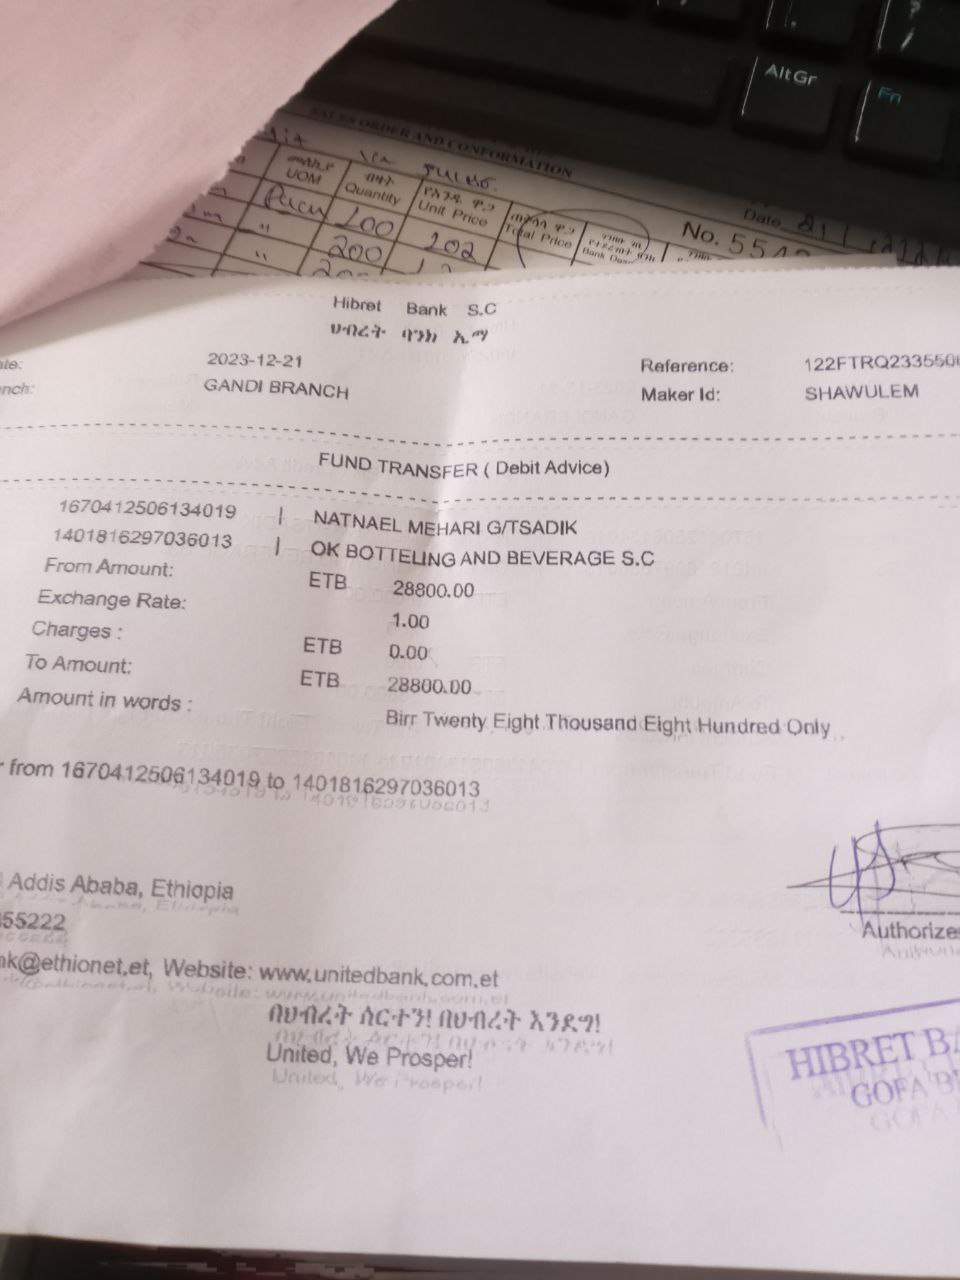 AltGr
Fn
SALES ORDER AND CONFORMATION
Date
No. 554
መለኪያ
UOM
ብዛት
Quantity
የአንዱ ዋጋ
Unit Price
ጠቅላላ ዋጋ
Total Price
Bank
100
202
"
200
"
Hibret Bank S.C
ህብረት ባንክ አ.ማ
ate: 2023-12-21 Reference: 122FTRQ233550
nch: GANDI BRANCH Maker Id: SHAWULEM
FUND TRANSFER ( Debit Advice)
1670412506134019 | NATNAEL MEHARI G/TSADIK
1401816297036013 | OK BOTTELING AND BEVERAGE S.C
From Amount: ETB 28800.00
Exchange Rate: 1.00
Charges : ETB 0.00
To Amount: ETB 28800.00
Amount in words : Birr Twenty Eight Thousand Eight Hundred Only
r from 1670412506134019 to 1401816297036013
Addis Ababa, Ethiopia
55222
Authorize
nk@ethionet.et, Website: www.unitedbank.com.et
በህብረት ሰርተን! በህብረት እንደግ!
United, We Prosper!
HIBRET BA
GOFA B